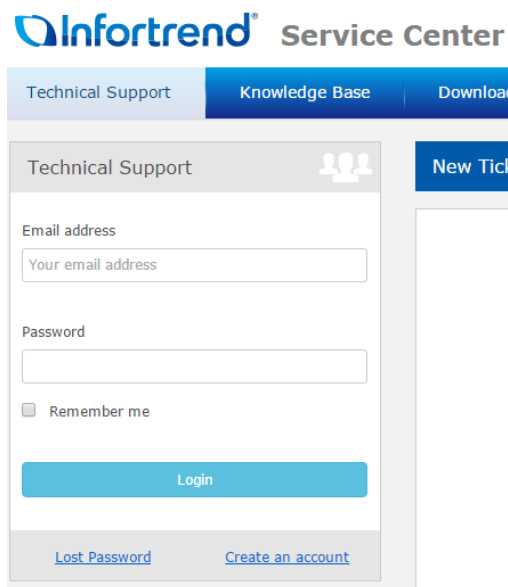 Infortrend® Service Center
Technical Support Knowledge Base
Technical Support
Email address
Your email address
Password
Remember me
Login
Lost Password Create an account
New